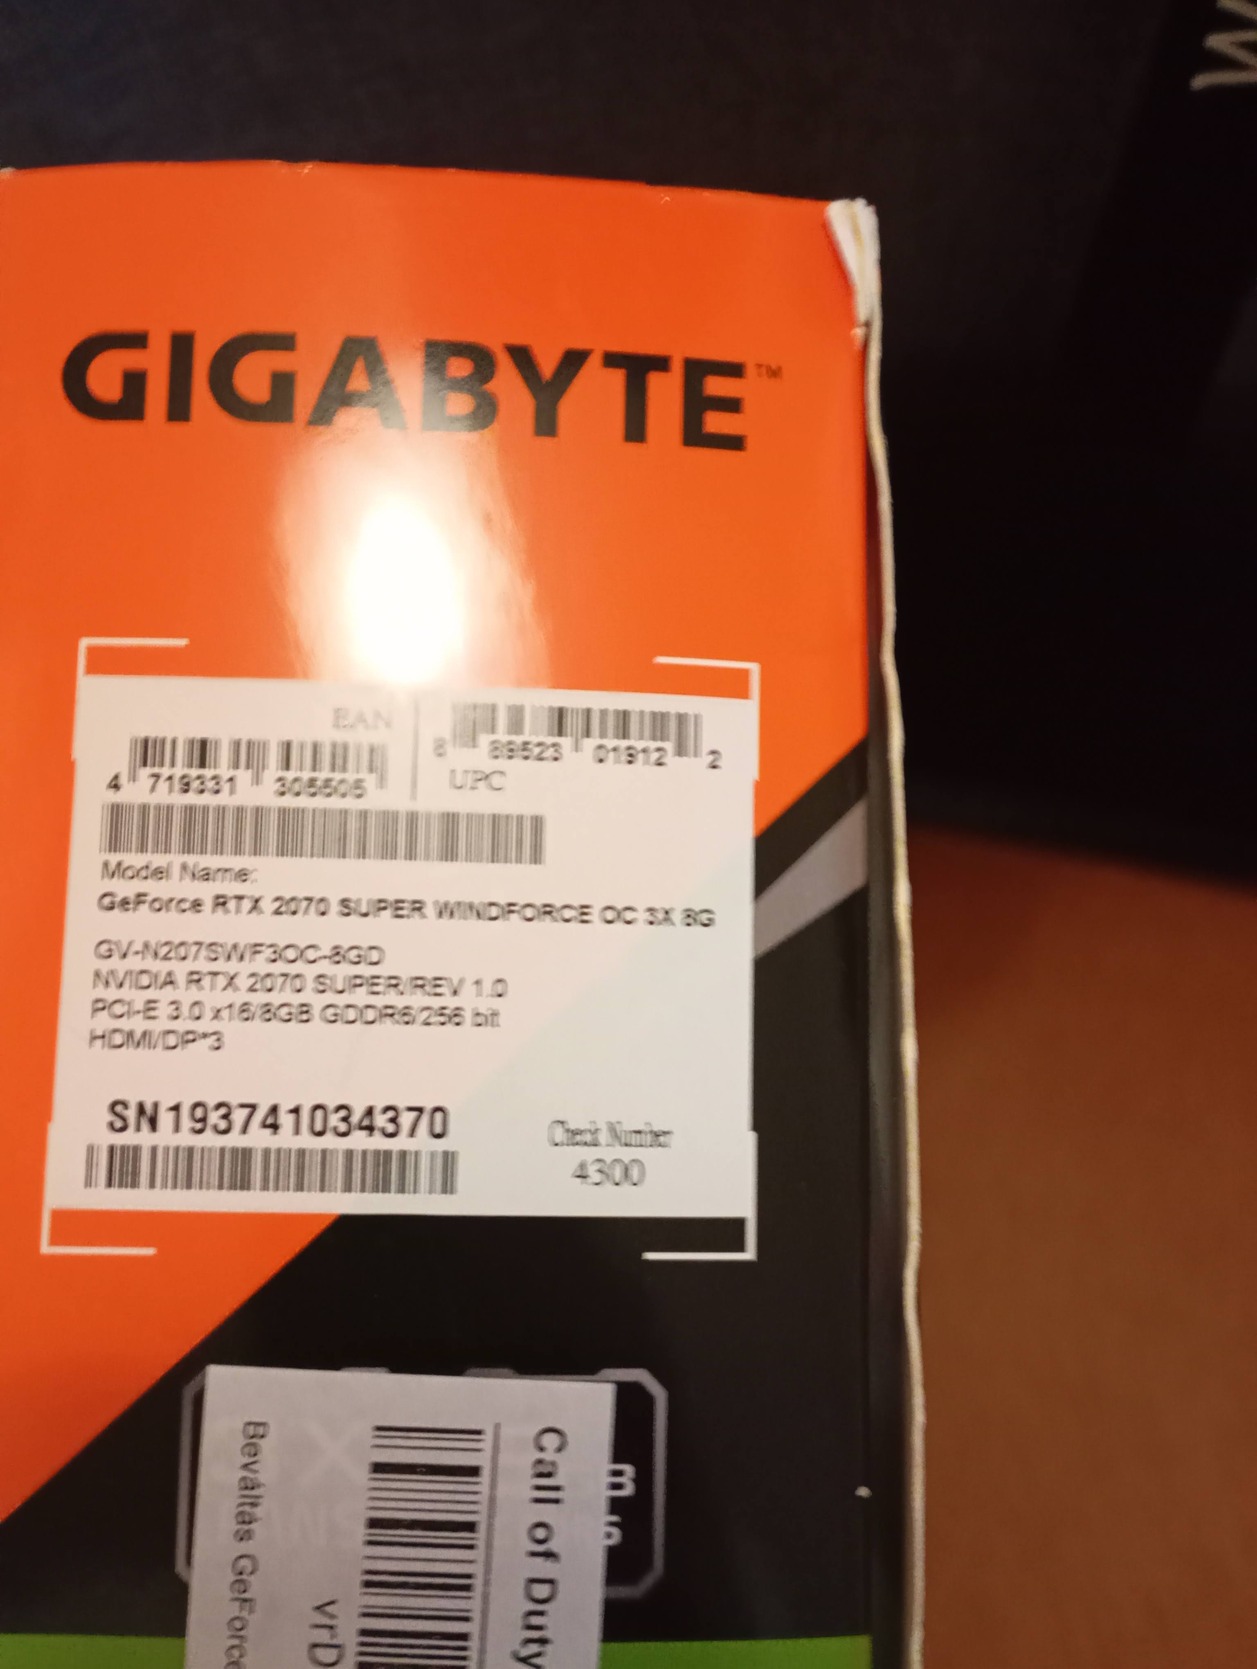 GIGABYTE™
EAN
4 719331 305505
8 89523 01912 2
UPC
Model Name:
GeForce RTX 2070 SUPER WINDFORCE OC 3X 8G
GV-N207SWF3OC-8GD
NVIDIA RTX 2070 SUPER/REV 1.0
PCI-E 3.0 x16/8GB GDDR6/256 bit
HDMI/DP*3
SN193741034370
Check Number
4300
Call of Duty
vrD
Beváltás GeForce